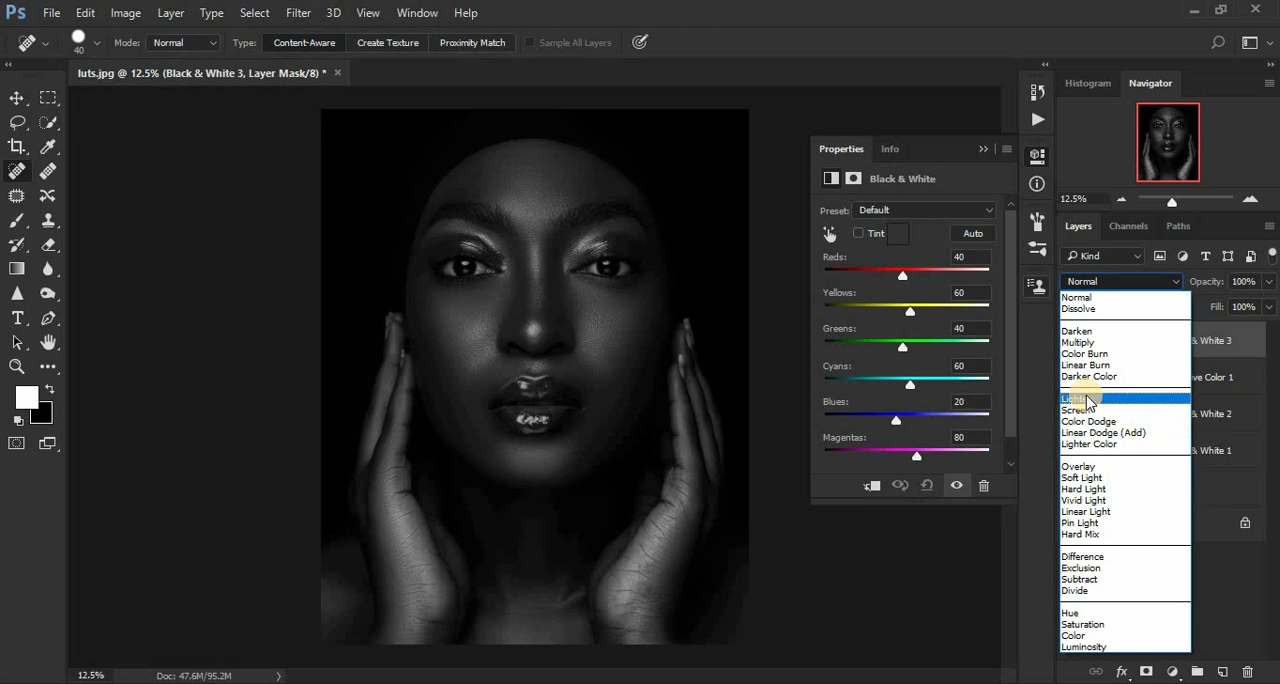 Ps File Edit Image Layer Type Select Filter 3D View Window Help
40 Mode: Normal Type: Content-Aware Create Texture Proximity Match Sample All Layers
luts.jpg @ 12.5% (Black & White 3, Layer Mask/8) * ×
Histogram Navigator
12.5%
Properties Info
Black & White
Preset: Default
Tint Auto
Reds: 40
Yellows: 60
Greens: 40
Cyans: 60
Blues: 20
Magentas: 80
Layers Channels Paths
Kind
Normal Opacity: 100%
Fill: 100%
Normal
Dissolve
Darken
Multiply
Color Burn
Linear Burn
Darker Color
Color Dodge
Linear Dodge (Add)
Lighter Color
Overlay
Soft Light
Hard Light
Vivid Light
Linear Light
Pin Light
Hard Mix
Difference
Exclusion
Subtract
Divide
Hue
Saturation
Color
Luminosity
& White 3
ve Color 1
& White 2
& White 1
12.5% Doc: 47.6M/95.2M